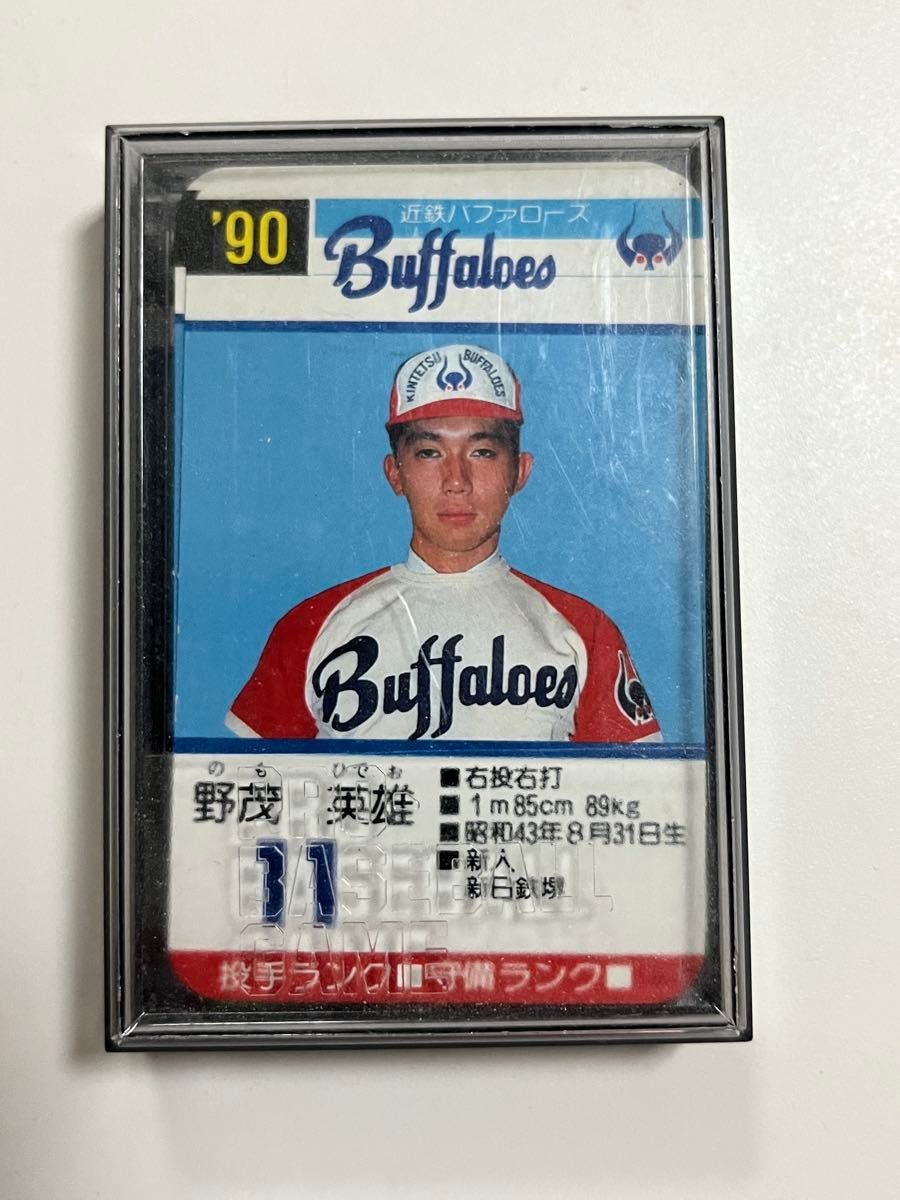 '90
近鉄バファローズ
Buffaloes
KINTETSU BUFFALOES
Buffaloes
のも ひでお
野茂 英雄
11
■右投右打
■1m85cm 89kg
■昭和43年8月31日生
■新人
新日鉄堺
PRO
BASEBALL
GAME
投手ランク■守備ランク■